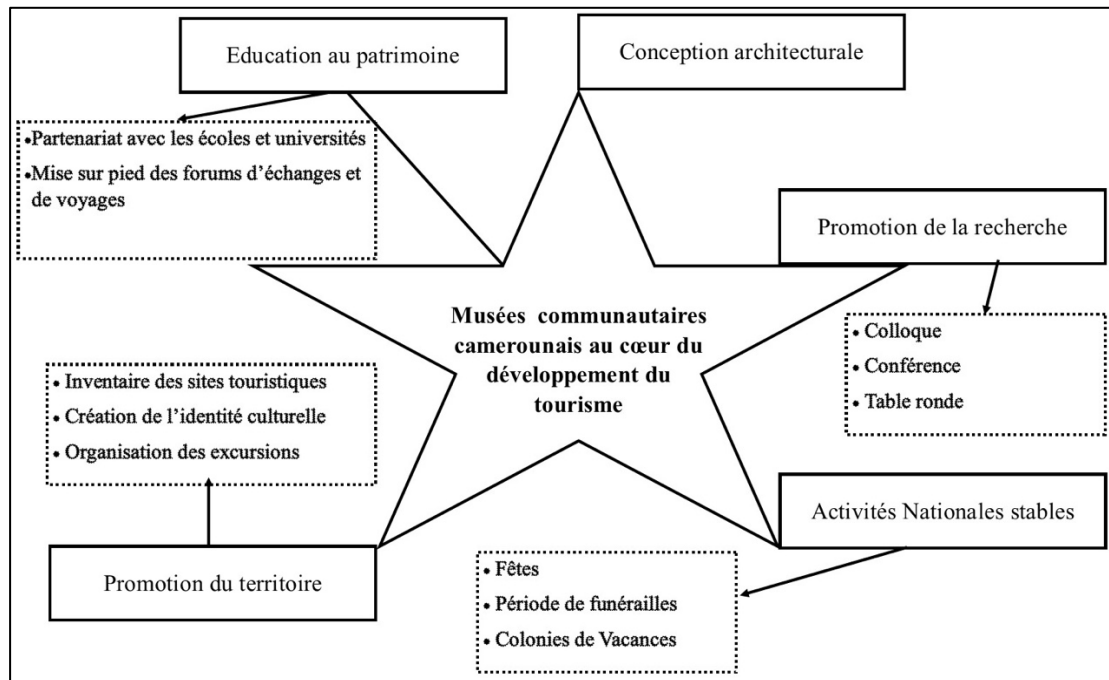 Education au patrimoine
Conception architecturale
•Partenariat avec les écoles et universités
•Mise sur pied des forums d’échanges et
de voyages
Promotion de la recherche
• Colloque
• Conférence
• Table ronde
Musées communautaires
camerounais au cœur du
développement du
tourisme
• Inventaire des sites touristiques
• Création de l’identité culturelle
• Organisation des excursions
Promotion du territoire
Activités Nationales stables
• Fêtes
• Période de funérailles
• Colonies de Vacances